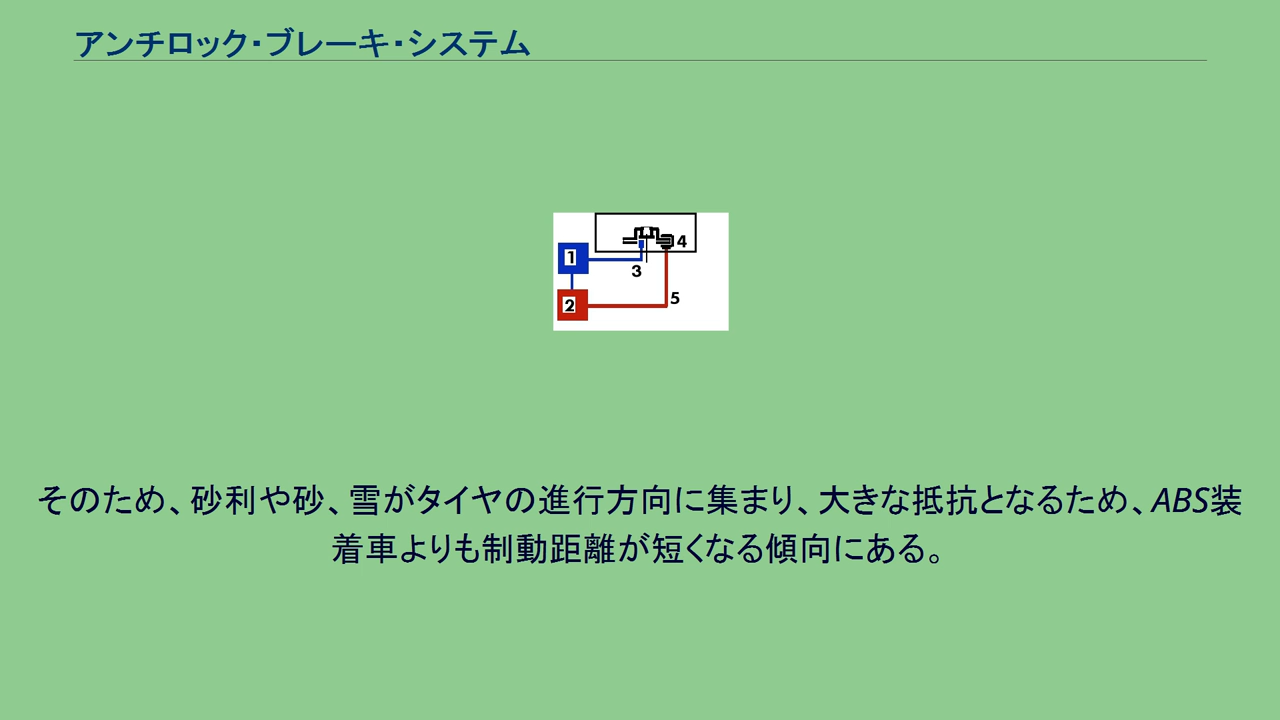 アンチロック・ブレーキ・システム
1
4
3
2
5
そのため、砂利や砂、雪がタイヤの進行方向に集まり、大きな抵抗となるため、ABS装
着車よりも制動距離が短くなる傾向にある。